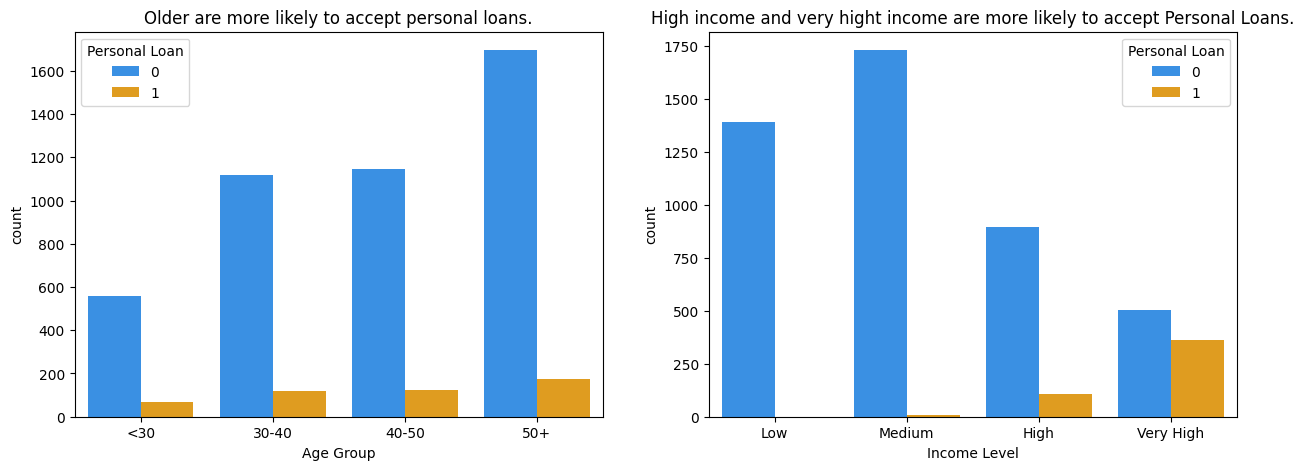 Older are more likely to accept personal loans.
Personal Loan
0
1
1600
1400
1200
1000
800
600
400
200
0
count
<30
30-40
40-50
50+
Age Group
High income and very hight income are more likely to accept Personal Loans.
Personal Loan
0
1
1750
1500
1250
1000
750
500
250
0
count
Low
Medium
High
Very High
Income Level